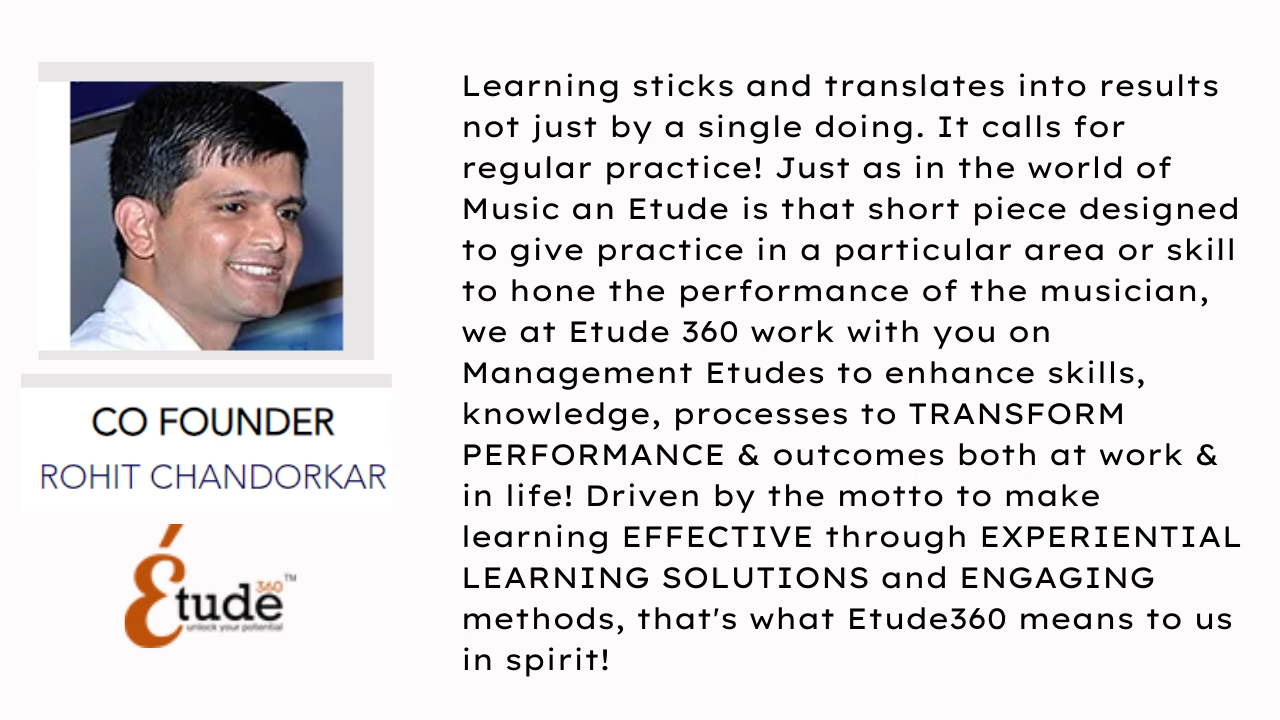 CO FOUNDER
ROHIT CHANDORKAR
Étude 360 ™
unlock your potential
Learning sticks and translates into results
not just by a single doing. It calls for
regular practice! Just as in the world of
Music an Etude is that short piece designed
to give practice in a particular area or skill
to hone the performance of the musician,
we at Etude 360 work with you on
Management Etudes to enhance skills,
knowledge, processes to TRANSFORM
PERFORMANCE & outcomes both at work &
in life! Driven by the motto to make
learning EFFECTIVE through EXPERIENTIAL
LEARNING SOLUTIONS and ENGAGING
methods, that's what Etude360 means to us
in spirit!